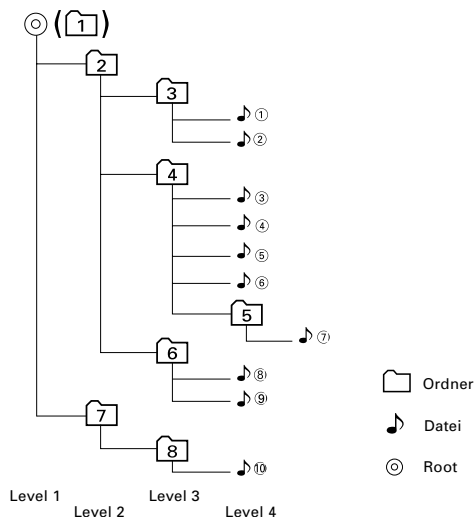 (1)
2
3
①
②
4
③
④
⑤
⑥
5
⑦
6
⑧
⑨
7
8
⑩
Ordner
Datei
Root
Level 1
Level 2
Level 3
Level 4